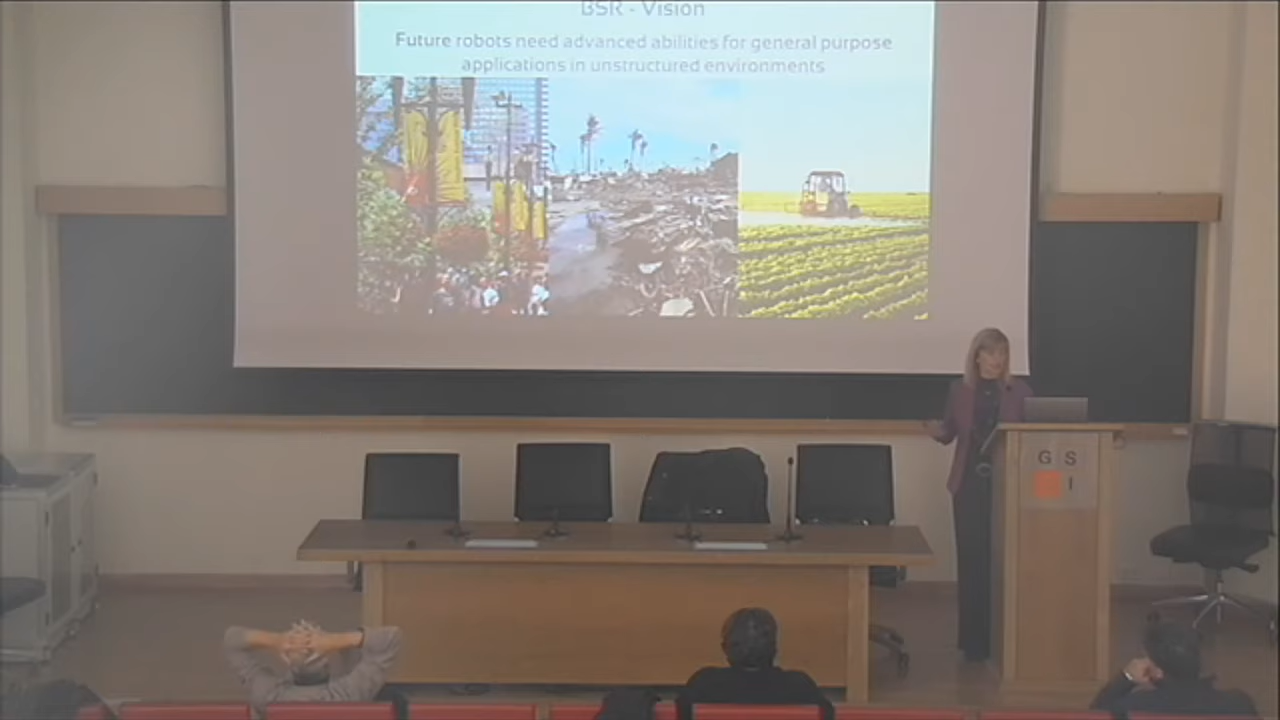 BSR - Vision
Future robots need advanced abilities for general purpose
applications in unstructured environments
G S
I